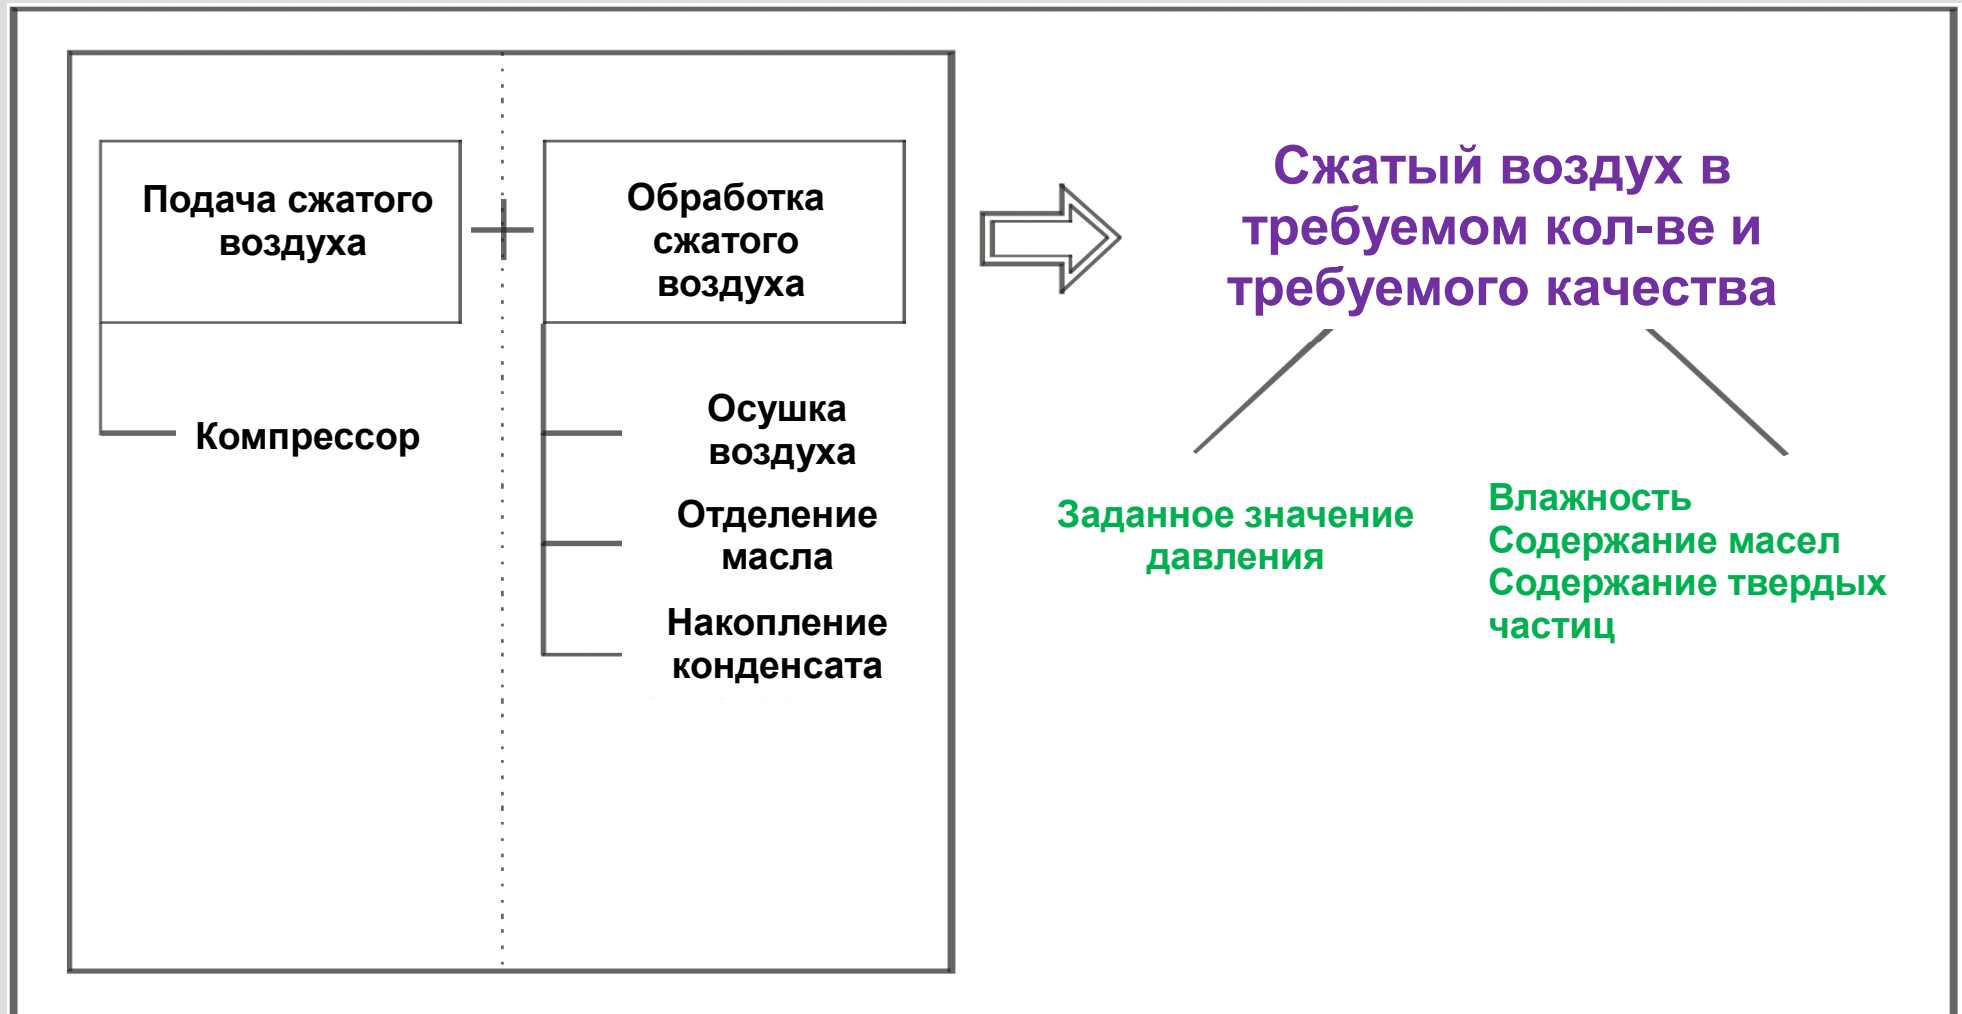 Подача сжатого
воздуха
Обработка
сжатого
воздуха
Компрессор
Осушка
воздуха
Отделение
масла
Накопление
конденсата
Сжатый воздух в
требуемом кол-ве и
требуемого качества
Заданное значение
давления
Влажность
Содержание масел
Содержание твердых
частиц